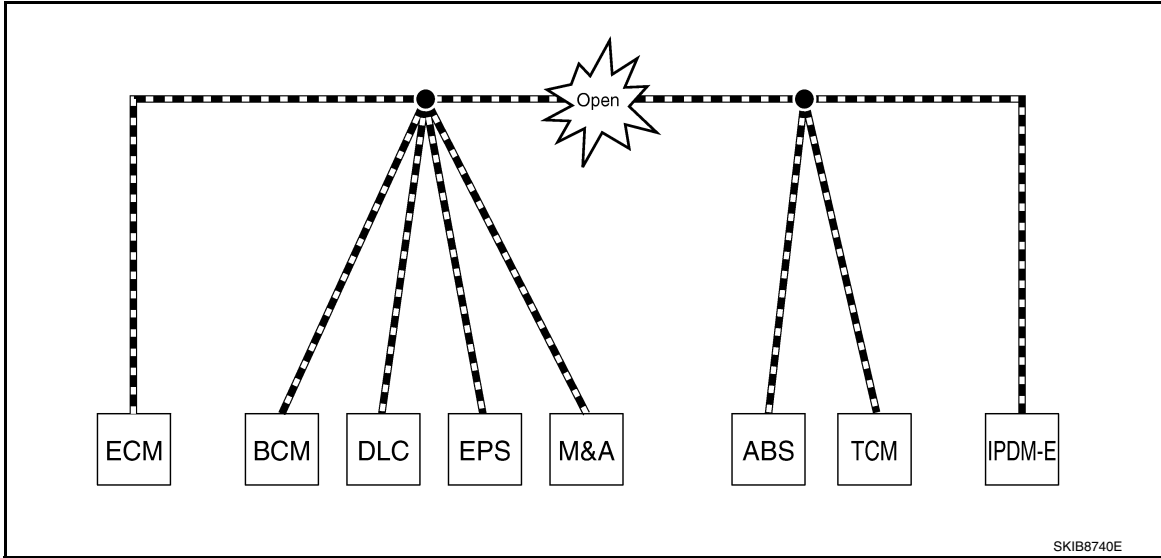 Open
ECM
BCM
DLC
EPS
M&A
ABS
TCM
IPDM-E
SKIB8740E